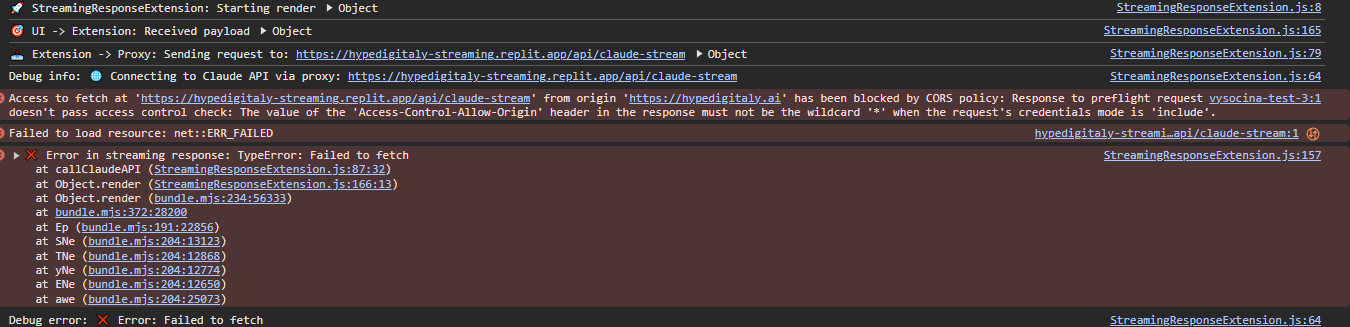 🚀 StreamingResponseExtension: Starting render ▶ Object StreamingResponseExtension.js:8
🎯 UI -> Extension: Received payload ▶ Object StreamingResponseExtension.js:165
📤 Extension -> Proxy: Sending request to: https://hypedigitaly-streaming.replit.app/api/claude-stream ▶ Object StreamingResponseExtension.js:79
Debug info: 🌐 Connecting to Claude API via proxy: https://hypedigitaly-streaming.replit.app/api/claude-stream StreamingResponseExtension.js:64
Access to fetch at 'https://hypedigitaly-streaming.replit.app/api/claude-stream' from origin 'https://hypedigitaly.ai' has been blocked by CORS policy: Response to preflight request vysocina-test-3:1
doesn't pass access control check: The value of the 'Access-Control-Allow-Origin' header in the response must not be the wildcard '*' when the request's credentials mode is 'include'.
Failed to load resource: net::ERR_FAILED hypedigitaly-streami…api/claude-stream:1
▶ ❌ Error in streaming response: TypeError: Failed to fetch StreamingResponseExtension.js:157
at callClaudeAPI (StreamingResponseExtension.js:87:32)
at Object.render (StreamingResponseExtension.js:166:13)
at Object.render (bundle.mjs:234:56333)
at bundle.mjs:372:28200
at Ep (bundle.mjs:191:22856)
at SNe (bundle.mjs:204:13123)
at TNe (bundle.mjs:204:12868)
at yNe (bundle.mjs:204:12774)
at ENe (bundle.mjs:204:12650)
at awe (bundle.mjs:204:25073)
Debug error: ❌ Error: Failed to fetch StreamingResponseExtension.js:64